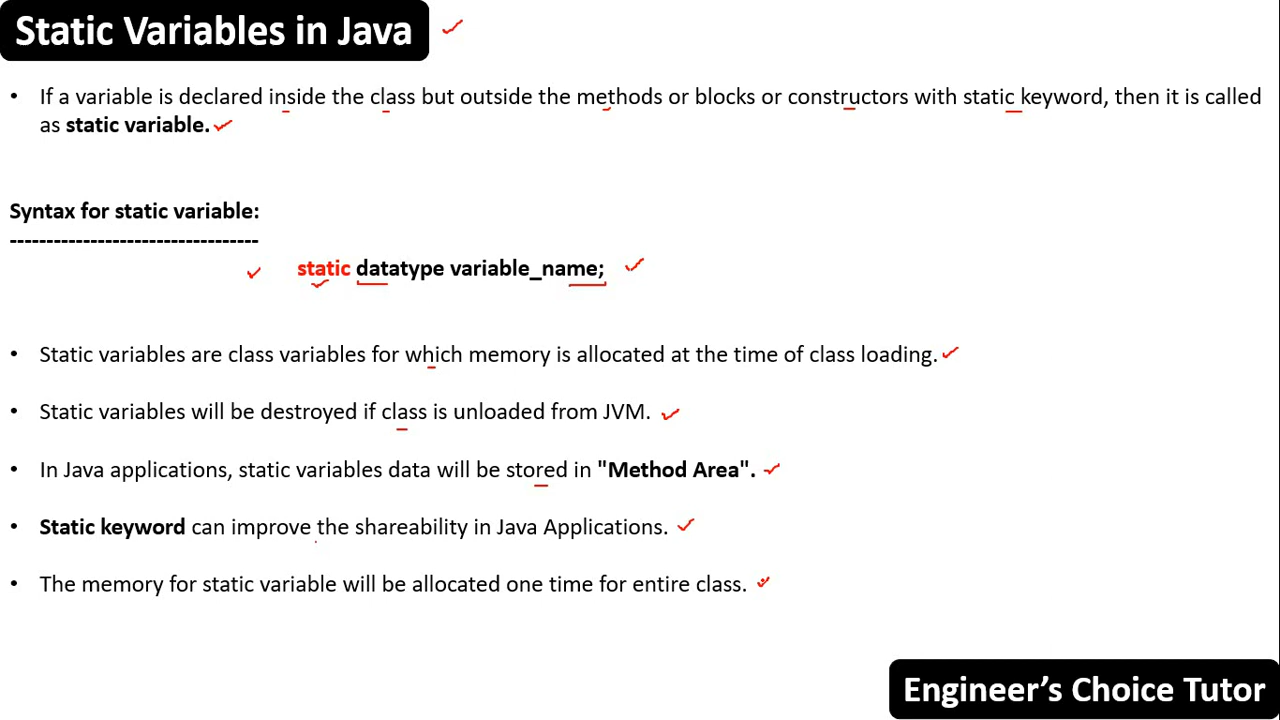 Static Variables in Java
• If a variable is declared inside the class but outside the methods or blocks or constructors with static keyword, then it is called
as static variable.
Syntax for static variable:
----------------------------------
static datatype variable_name;
• Static variables are class variables for which memory is allocated at the time of class loading.
• Static variables will be destroyed if class is unloaded from JVM.
• In Java applications, static variables data will be stored in "Method Area".
• Static keyword can improve the shareability in Java Applications.
• The memory for static variable will be allocated one time for entire class.
Engineer’s Choice Tutor